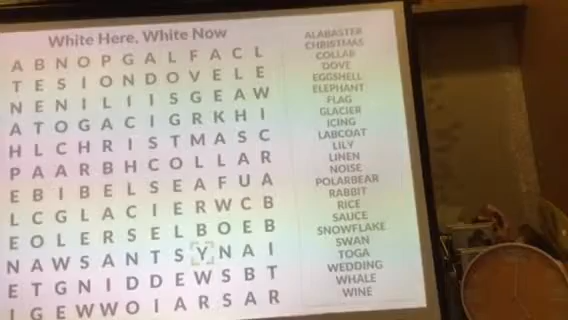 White Here, White Now
A B N O P G A L F A C L
T E S I O N D O V E L E
N E N I L I I S G E A W
A T O G A C I G R K H I
H L C H R I S T M A S C
P A A R B H C O L L A R
E B I B E L S E A F U A
L C G L A C I E R W C B
E O L E R S E L B O E B
N A W S A N T S Y N A I
E T G N I D D E W S B T
I G E W W O I A R S A R
ALABASTER
CHRISTMAS
COLLAR
DOVE
EGGSHELL
ELEPHANT
FLAG
GLACIER
ICING
LABCOAT
LILY
LINEN
NOISE
POLARBEAR
RABBIT
RICE
SAUCE
SNOWFLAKE
SWAN
TOGA
WEDDING
WHALE
WINE